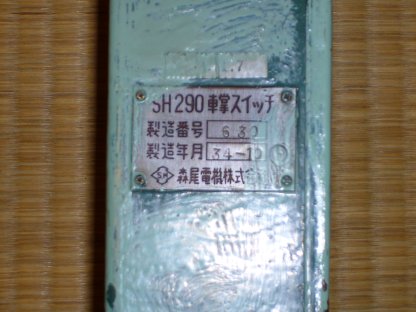 SH290 車掌スイッチ
製造番号 630
製造年月 34-10
SM 森尾電機株式